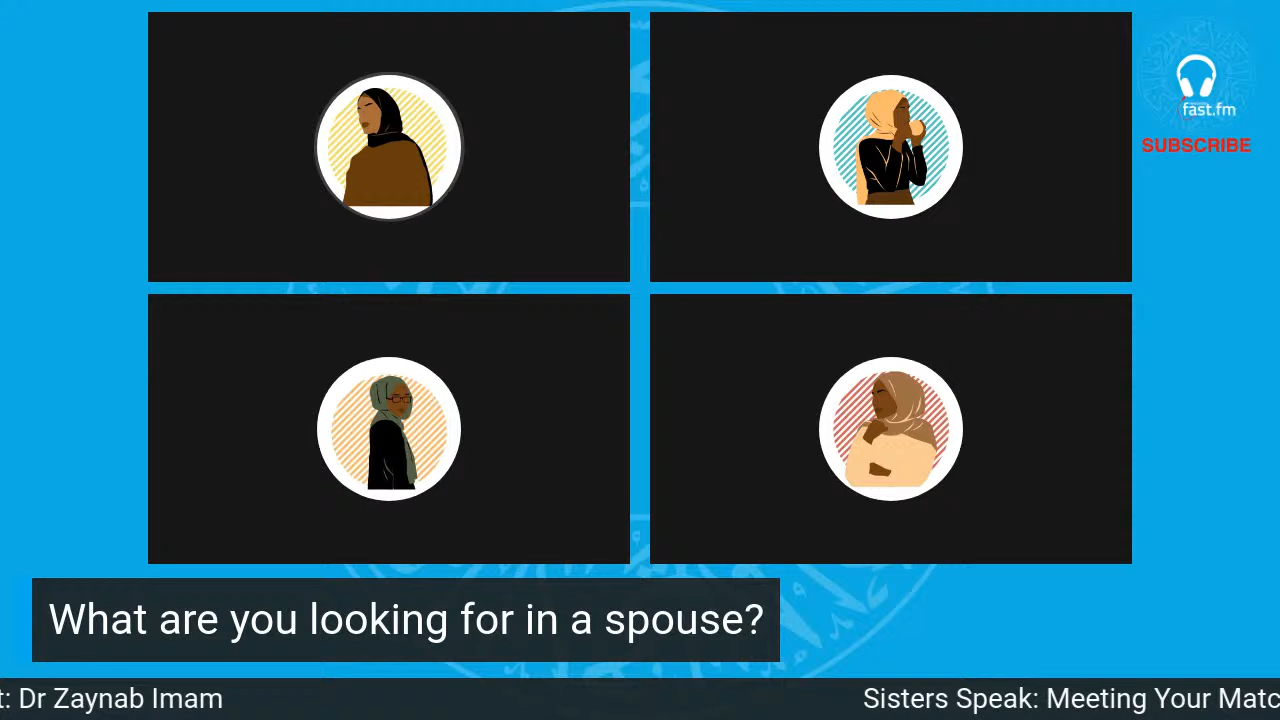 fast.fm
SUBSCRIBE
What are you looking for in a spouse?
t: Dr Zaynab Imam
Sisters Speak: Meeting Your Matc